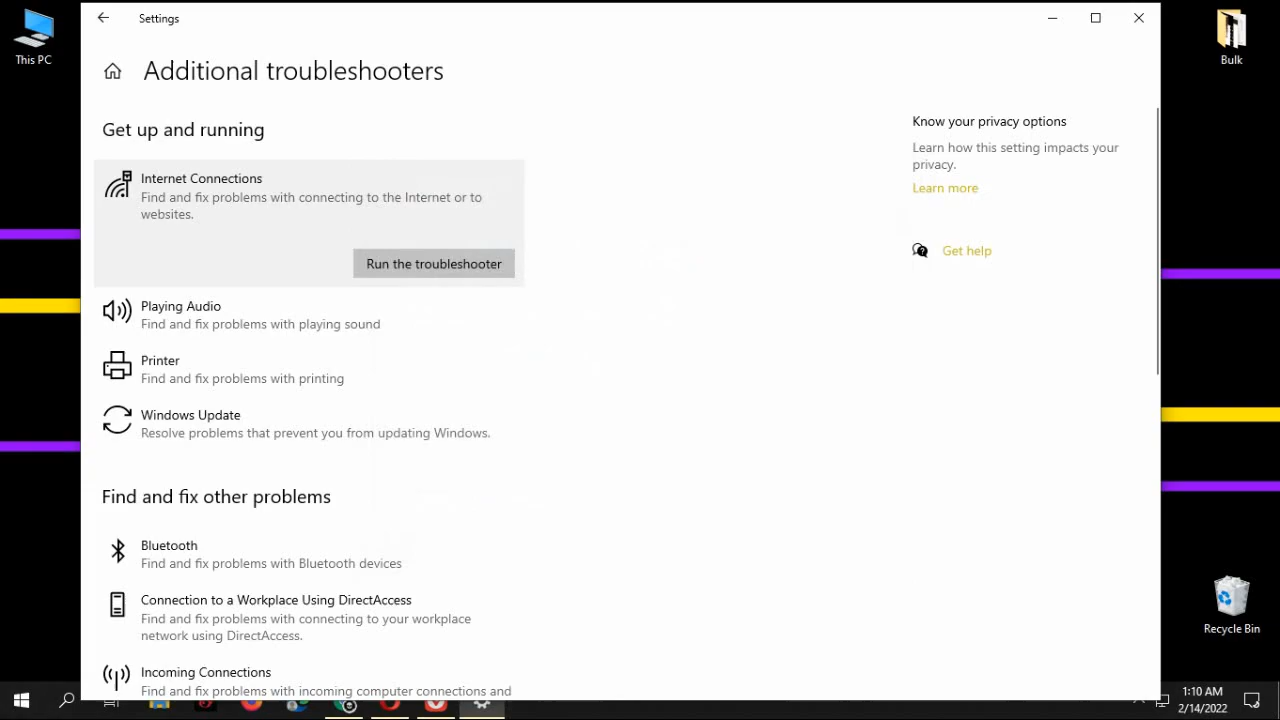 This PC
Settings
Bulk
Additional troubleshooters
Get up and running
Internet Connections
Find and fix problems with connecting to the Internet or to
websites.
Run the troubleshooter
Playing Audio
Find and fix problems with playing sound
Printer
Find and fix problems with printing
Windows Update
Resolve problems that prevent you from updating Windows.
Find and fix other problems
Bluetooth
Find and fix problems with Bluetooth devices
Connection to a Workplace Using DirectAccess
Find and fix problems with connecting to your workplace
network using DirectAccess.
Incoming Connections
Find and fix problems with incoming computer connections and
Know your privacy options
Learn how this setting impacts your
privacy.
Learn more
Get help
Recycle Bin
1:10 AM
2/14/2022